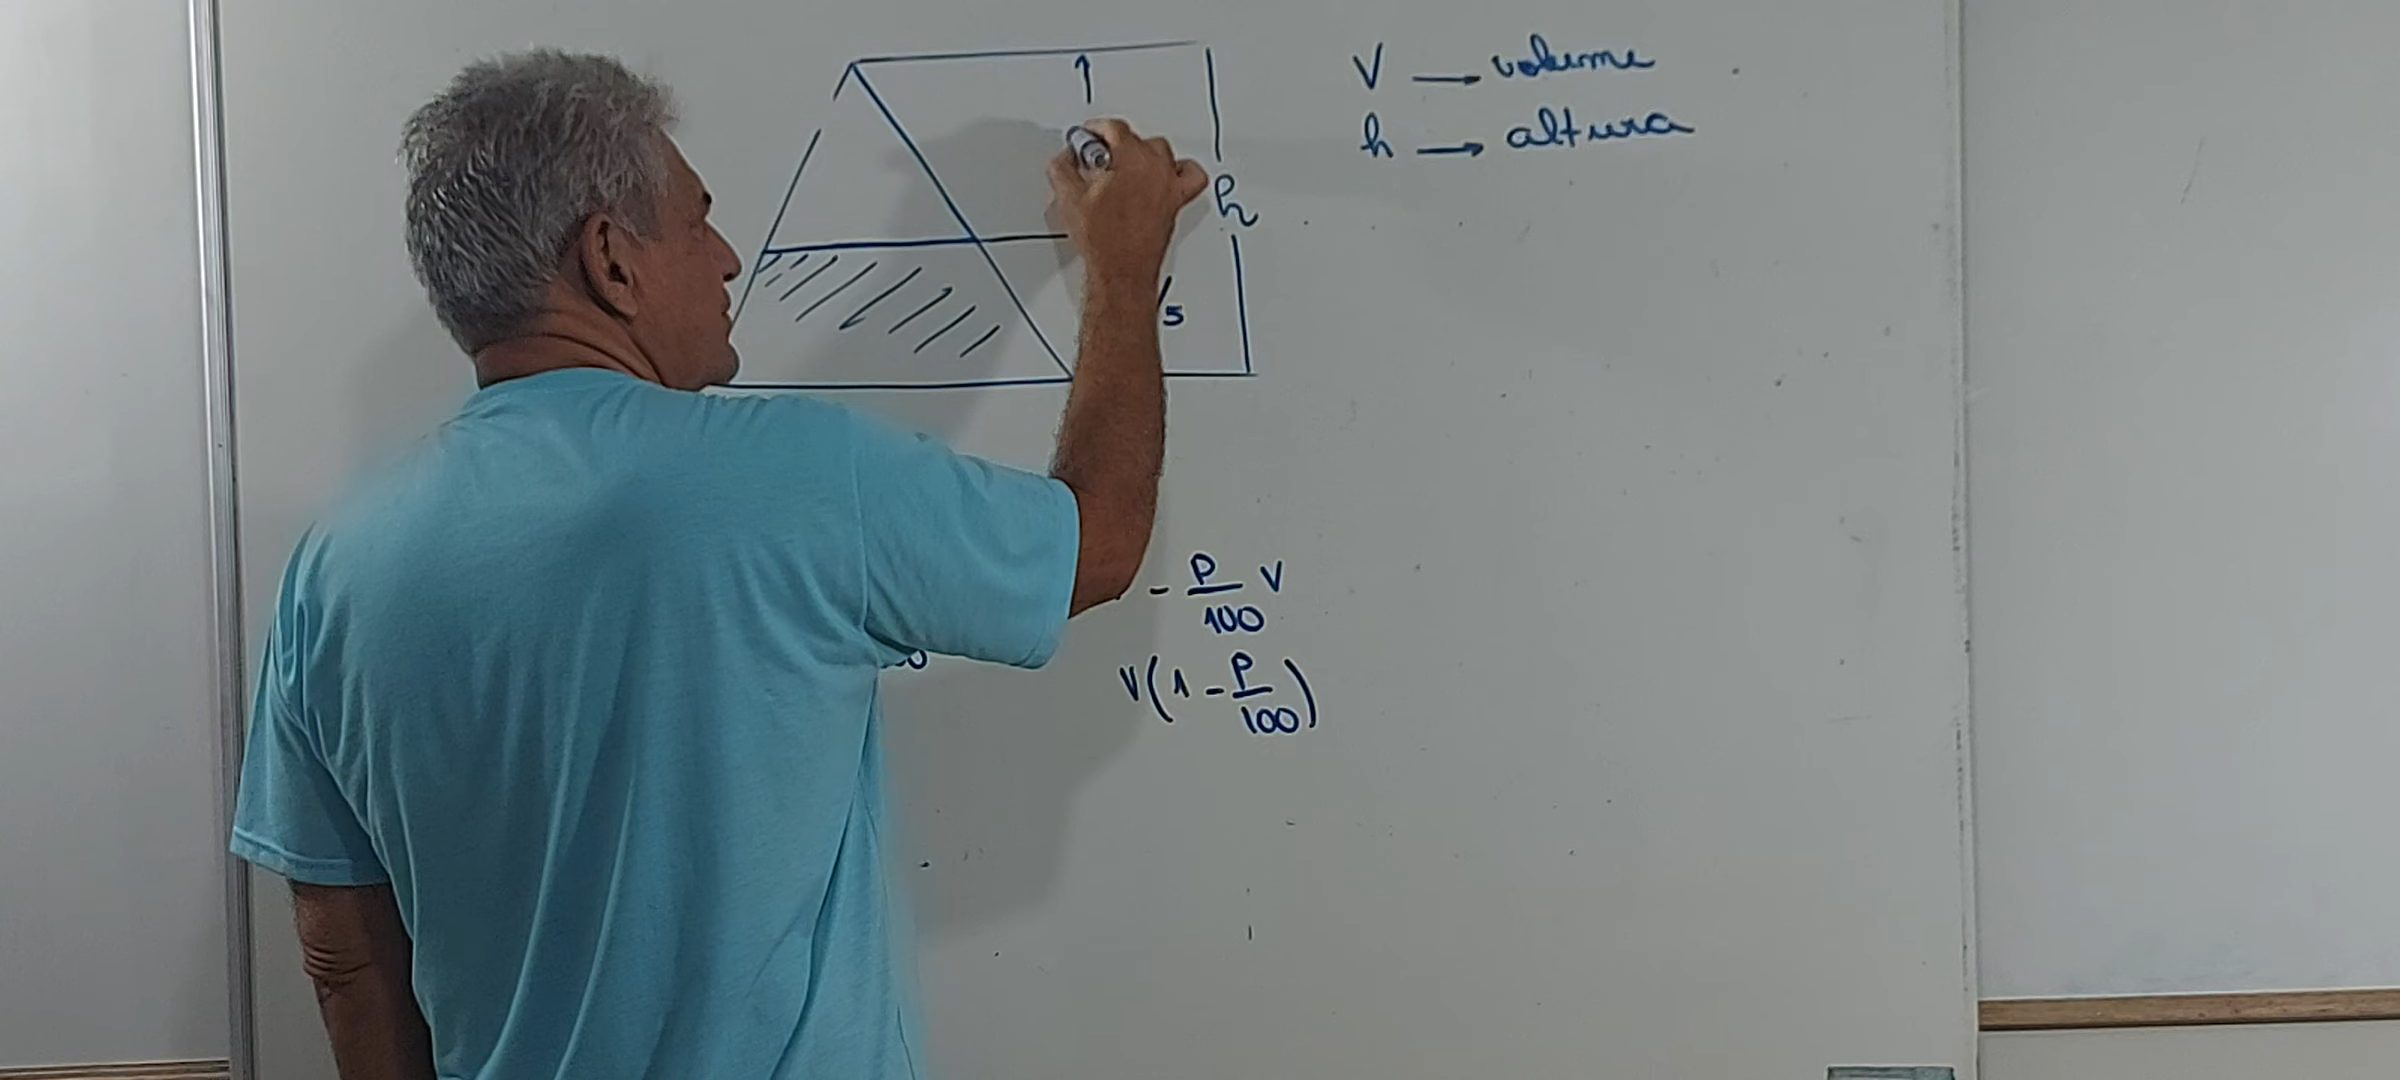 V → volume
h → altura
h
/5
- P/100 V
V(1 - P/100)